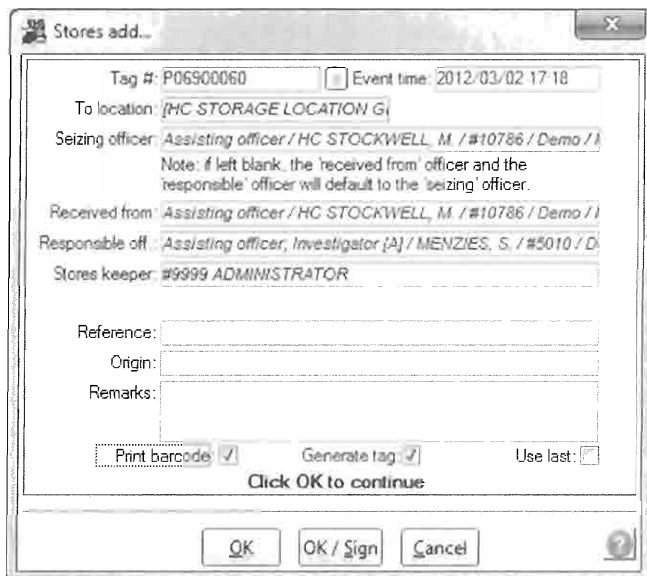 Stores add...
Tag #: P06900060 Event time: 2012/03/02 17:18
To location: [HC STORAGE LOCATION G
Seizing officer: Assisting officer / HC STOCKWELL, M. / #10786 / Demo /
Note: if left blank, the 'received from' officer and the
'responsible' officer will default to the 'seizing' officer.
Received from: Assisting officer / HC STOCKWELL, M. / #10786 / Demo /
Responsible off.: Assisting officer, Investigator [A] / MENZIES, S. / #5010 /
Stores keeper: #9999 ADMINISTRATOR
Reference:
Origin:
Remarks:
Print barcode: Generate tag: Use last:
Click OK to continue
OK OK / Sign Cancel